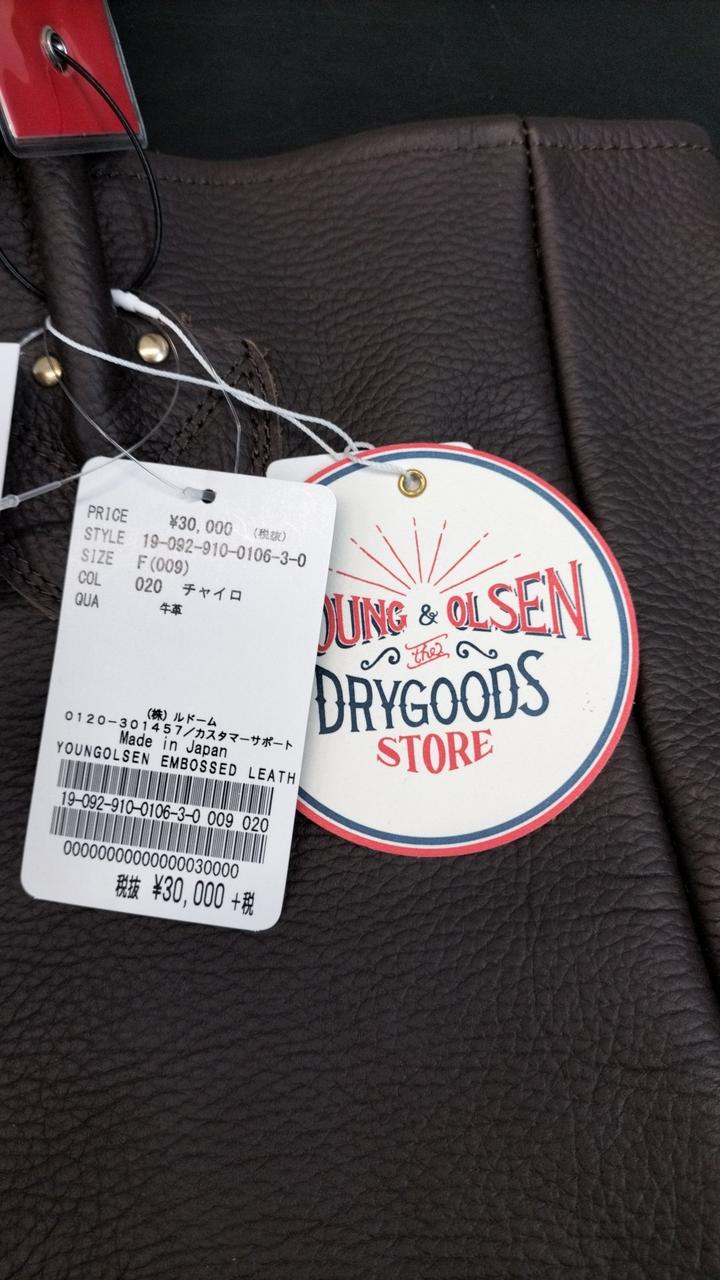 PRICE ¥30,000 (税抜)
STYLE 19-092-910-0106-3-0
SIZE F(009)
COL 020 チャイロ
QUA 牛革
(株)ルドーム
0120-301457/カスタマーサポート
Made in Japan
YOUNGOLSEN EMBOSSED LEATH
19-092-910-0106-3-0 009 020
00000000000000030000
税抜 ¥30,000 +税
OUNG & OLSEN
the
DRYGOODS
STORE